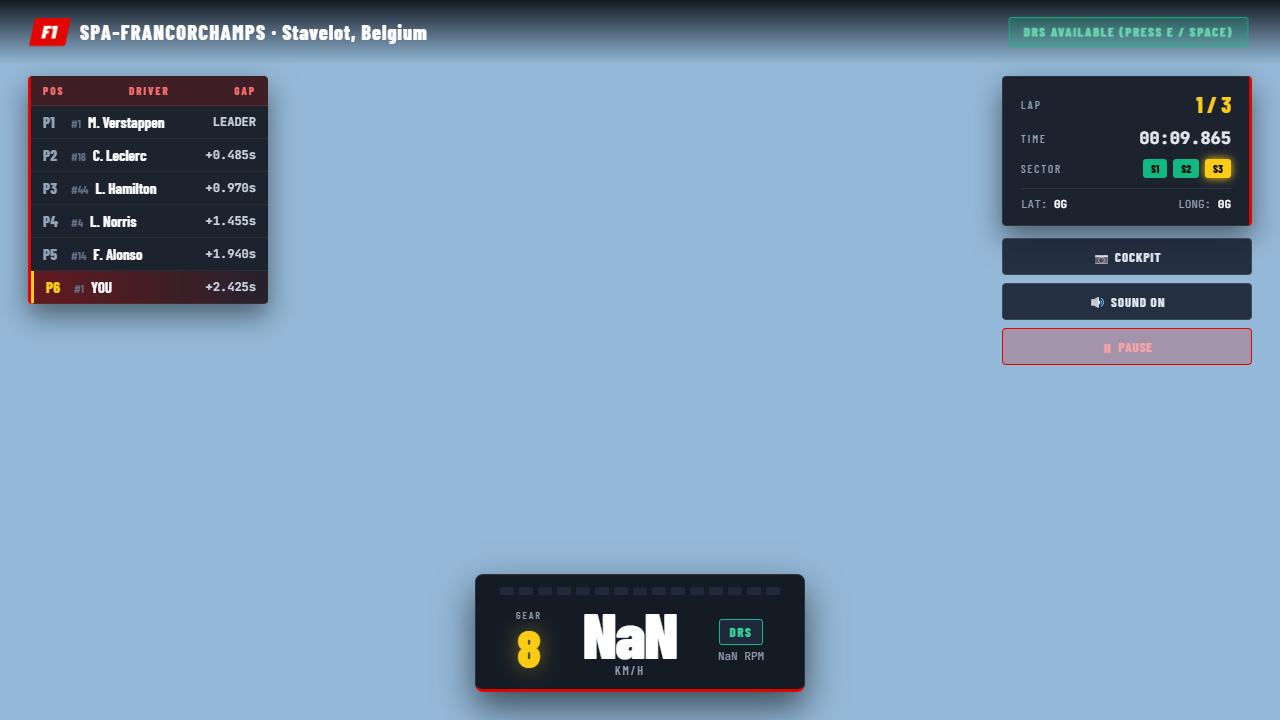 F1 SPA-FRANCORCHAMPS · Stavelot, Belgium
DRS AVAILABLE (PRESS E / SPACE)
POS DRIVER GAP
P1 #1 M. Verstappen LEADER
P2 #16 C. Leclerc +0.485s
P3 #44 L. Hamilton +0.970s
P4 #4 L. Norris +1.455s
P5 #14 F. Alonso +1.940s
P6 #1 YOU +2.425s
LAP 1 / 3
TIME 00:09.865
SECTOR S1 S2 S3
LAT: 0G LONG: 0G
COCKPIT
SOUND ON
PAUSE
GEAR
8
NaN
KM/H
DRS
NaN RPM